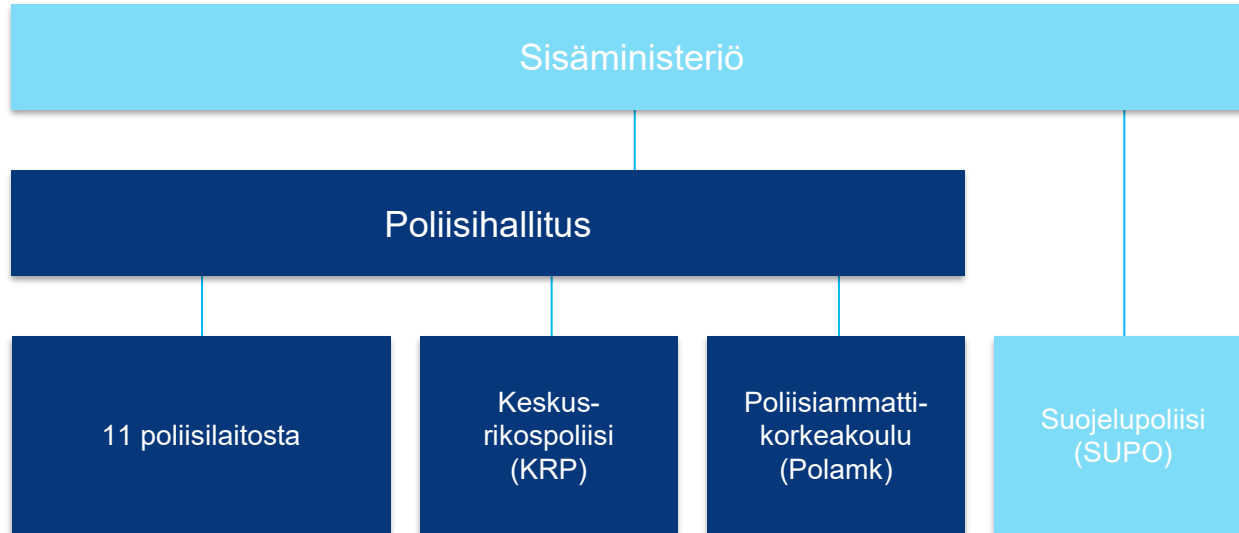 Sisäministeriö
Poliisihallitus
11 poliisilaitosta
Keskus-
rikospoliisi
(KRP)
Poliisiammatti-
korkeakoulu
(Polamk)
Suojelupoliisi
(SUPO)